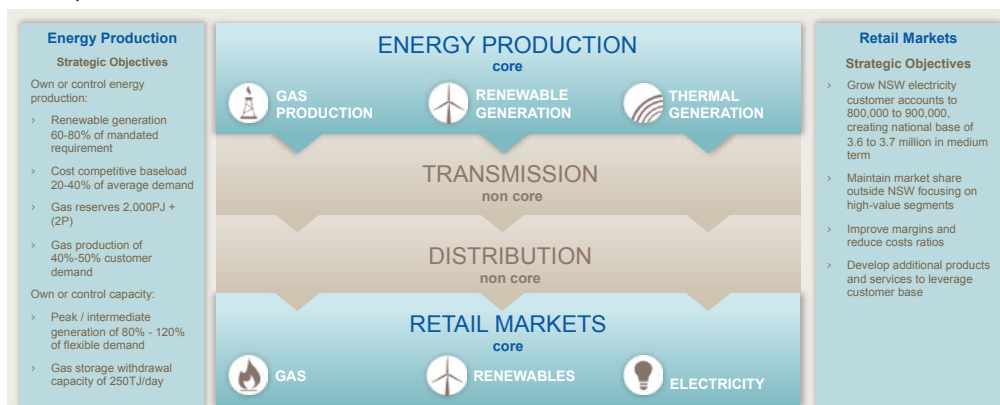 Energy Production
Strategic Objectives
Own or control energy
production:
› Renewable generation
60-80% of mandated
requirement
› Cost competitive baseload
20-40% of average demand
› Gas reserves 2,000PJ +
(2P)
› Gas production of
40%-50% customer
demand
Own or control capacity:
› Peak / intermediate
generation of 80% - 120%
of flexible demand
› Gas storage withdrawal
capacity of 250TJ/day
ENERGY PRODUCTION
core
GAS
PRODUCTION
RENEWABLE
GENERATION
THERMAL
GENERATION
TRANSMISSION
non core
DISTRIBUTION
non core
RETAIL MARKETS
core
GAS
RENEWABLES
ELECTRICITY
Retail Markets
Strategic Objectives
› Grow NSW electricity
customer accounts to
800,000 to 900,000,
creating national base of
3.6 to 3.7 million in medium
term
› Maintain market share
outside NSW focusing on
high-value segments
› Improve margins and
reduce costs ratios
› Develop additional products
and services to leverage
customer base